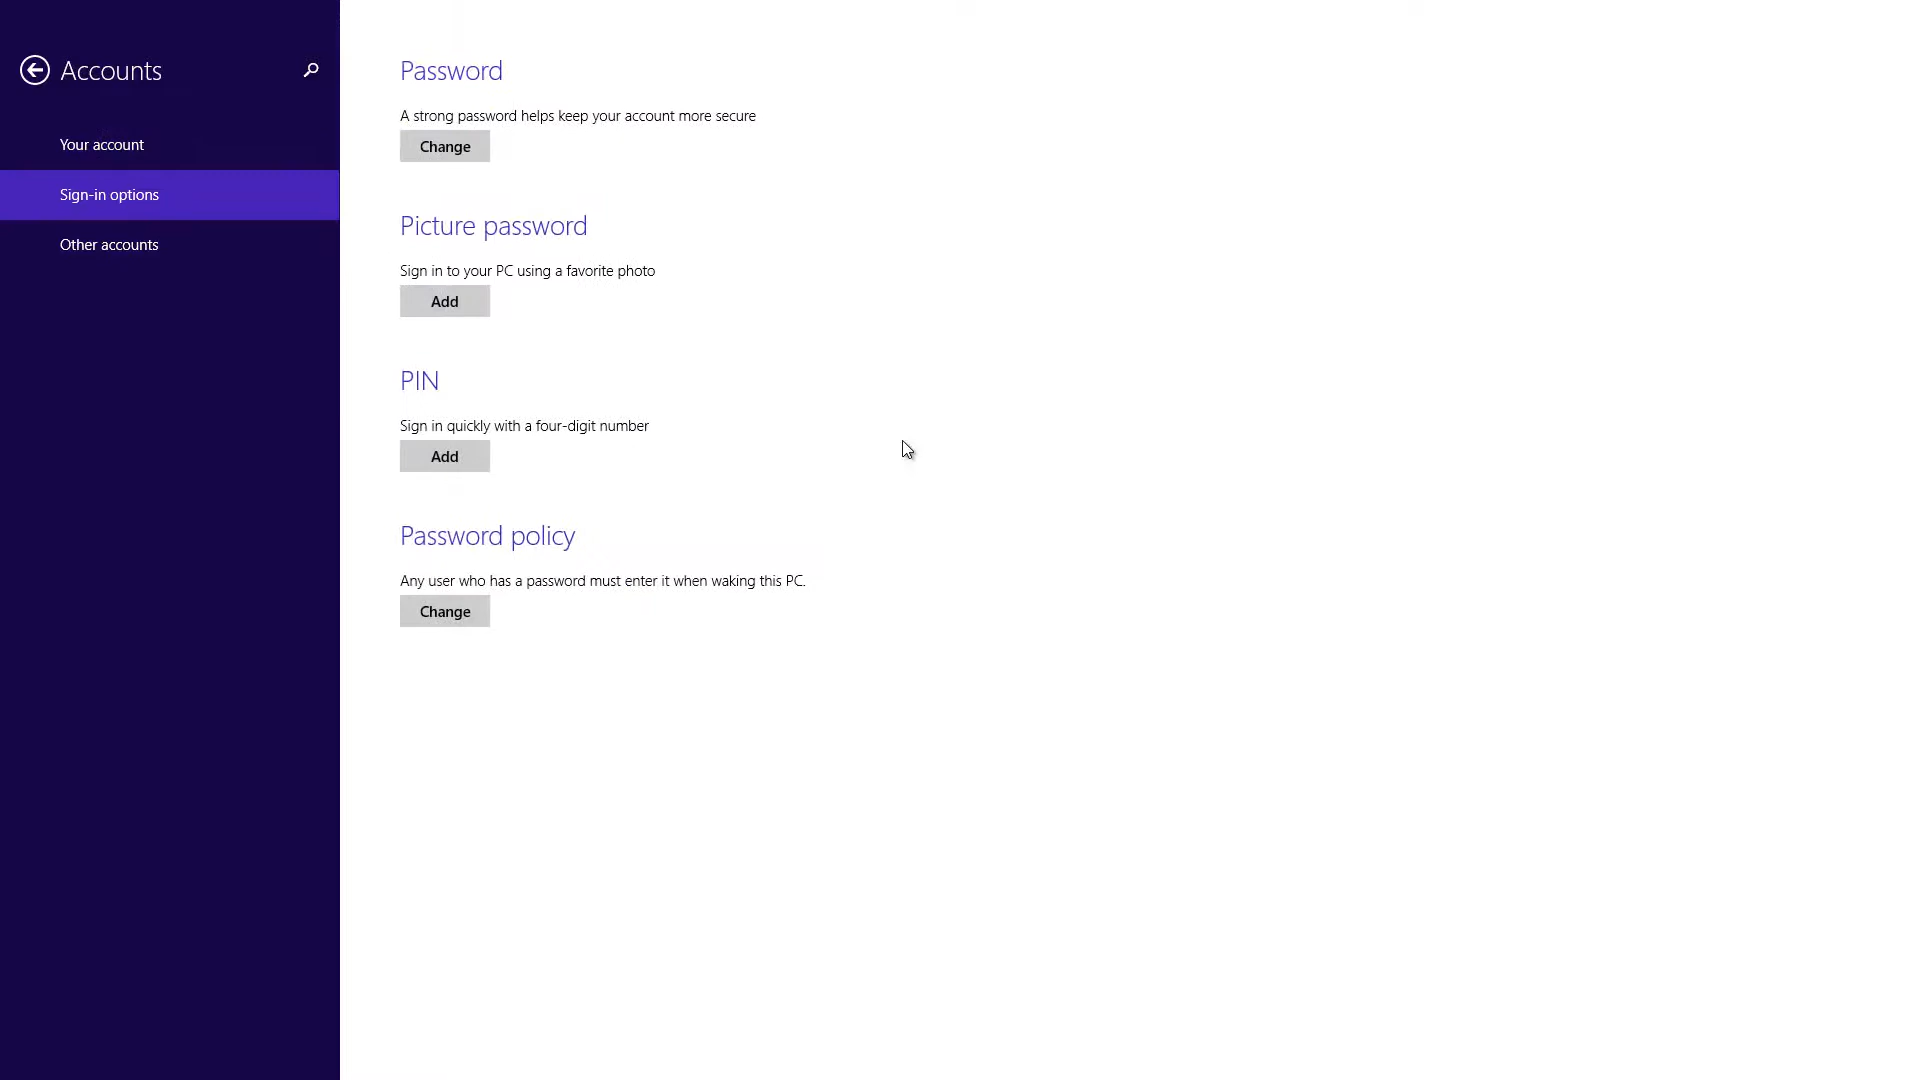 Accounts
Your account
Sign-in options
Other accounts
Password
A strong password helps keep your account more secure
Change
Picture password
Sign in to your PC using a favorite photo
Add
PIN
Sign in quickly with a four-digit number
Add
Password policy
Any user who has a password must enter it when waking this PC.
Change